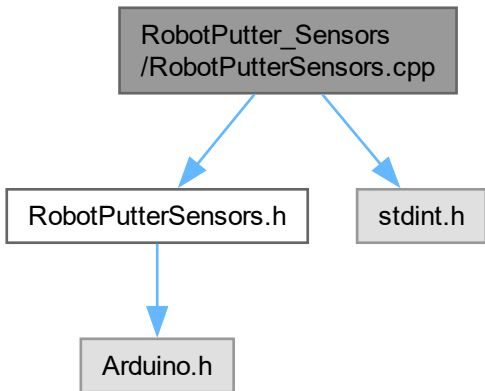 RobotPutter_Sensors
/RobotPutterSensors.cpp
RobotPutterSensors.h
stdint.h
Arduino.h